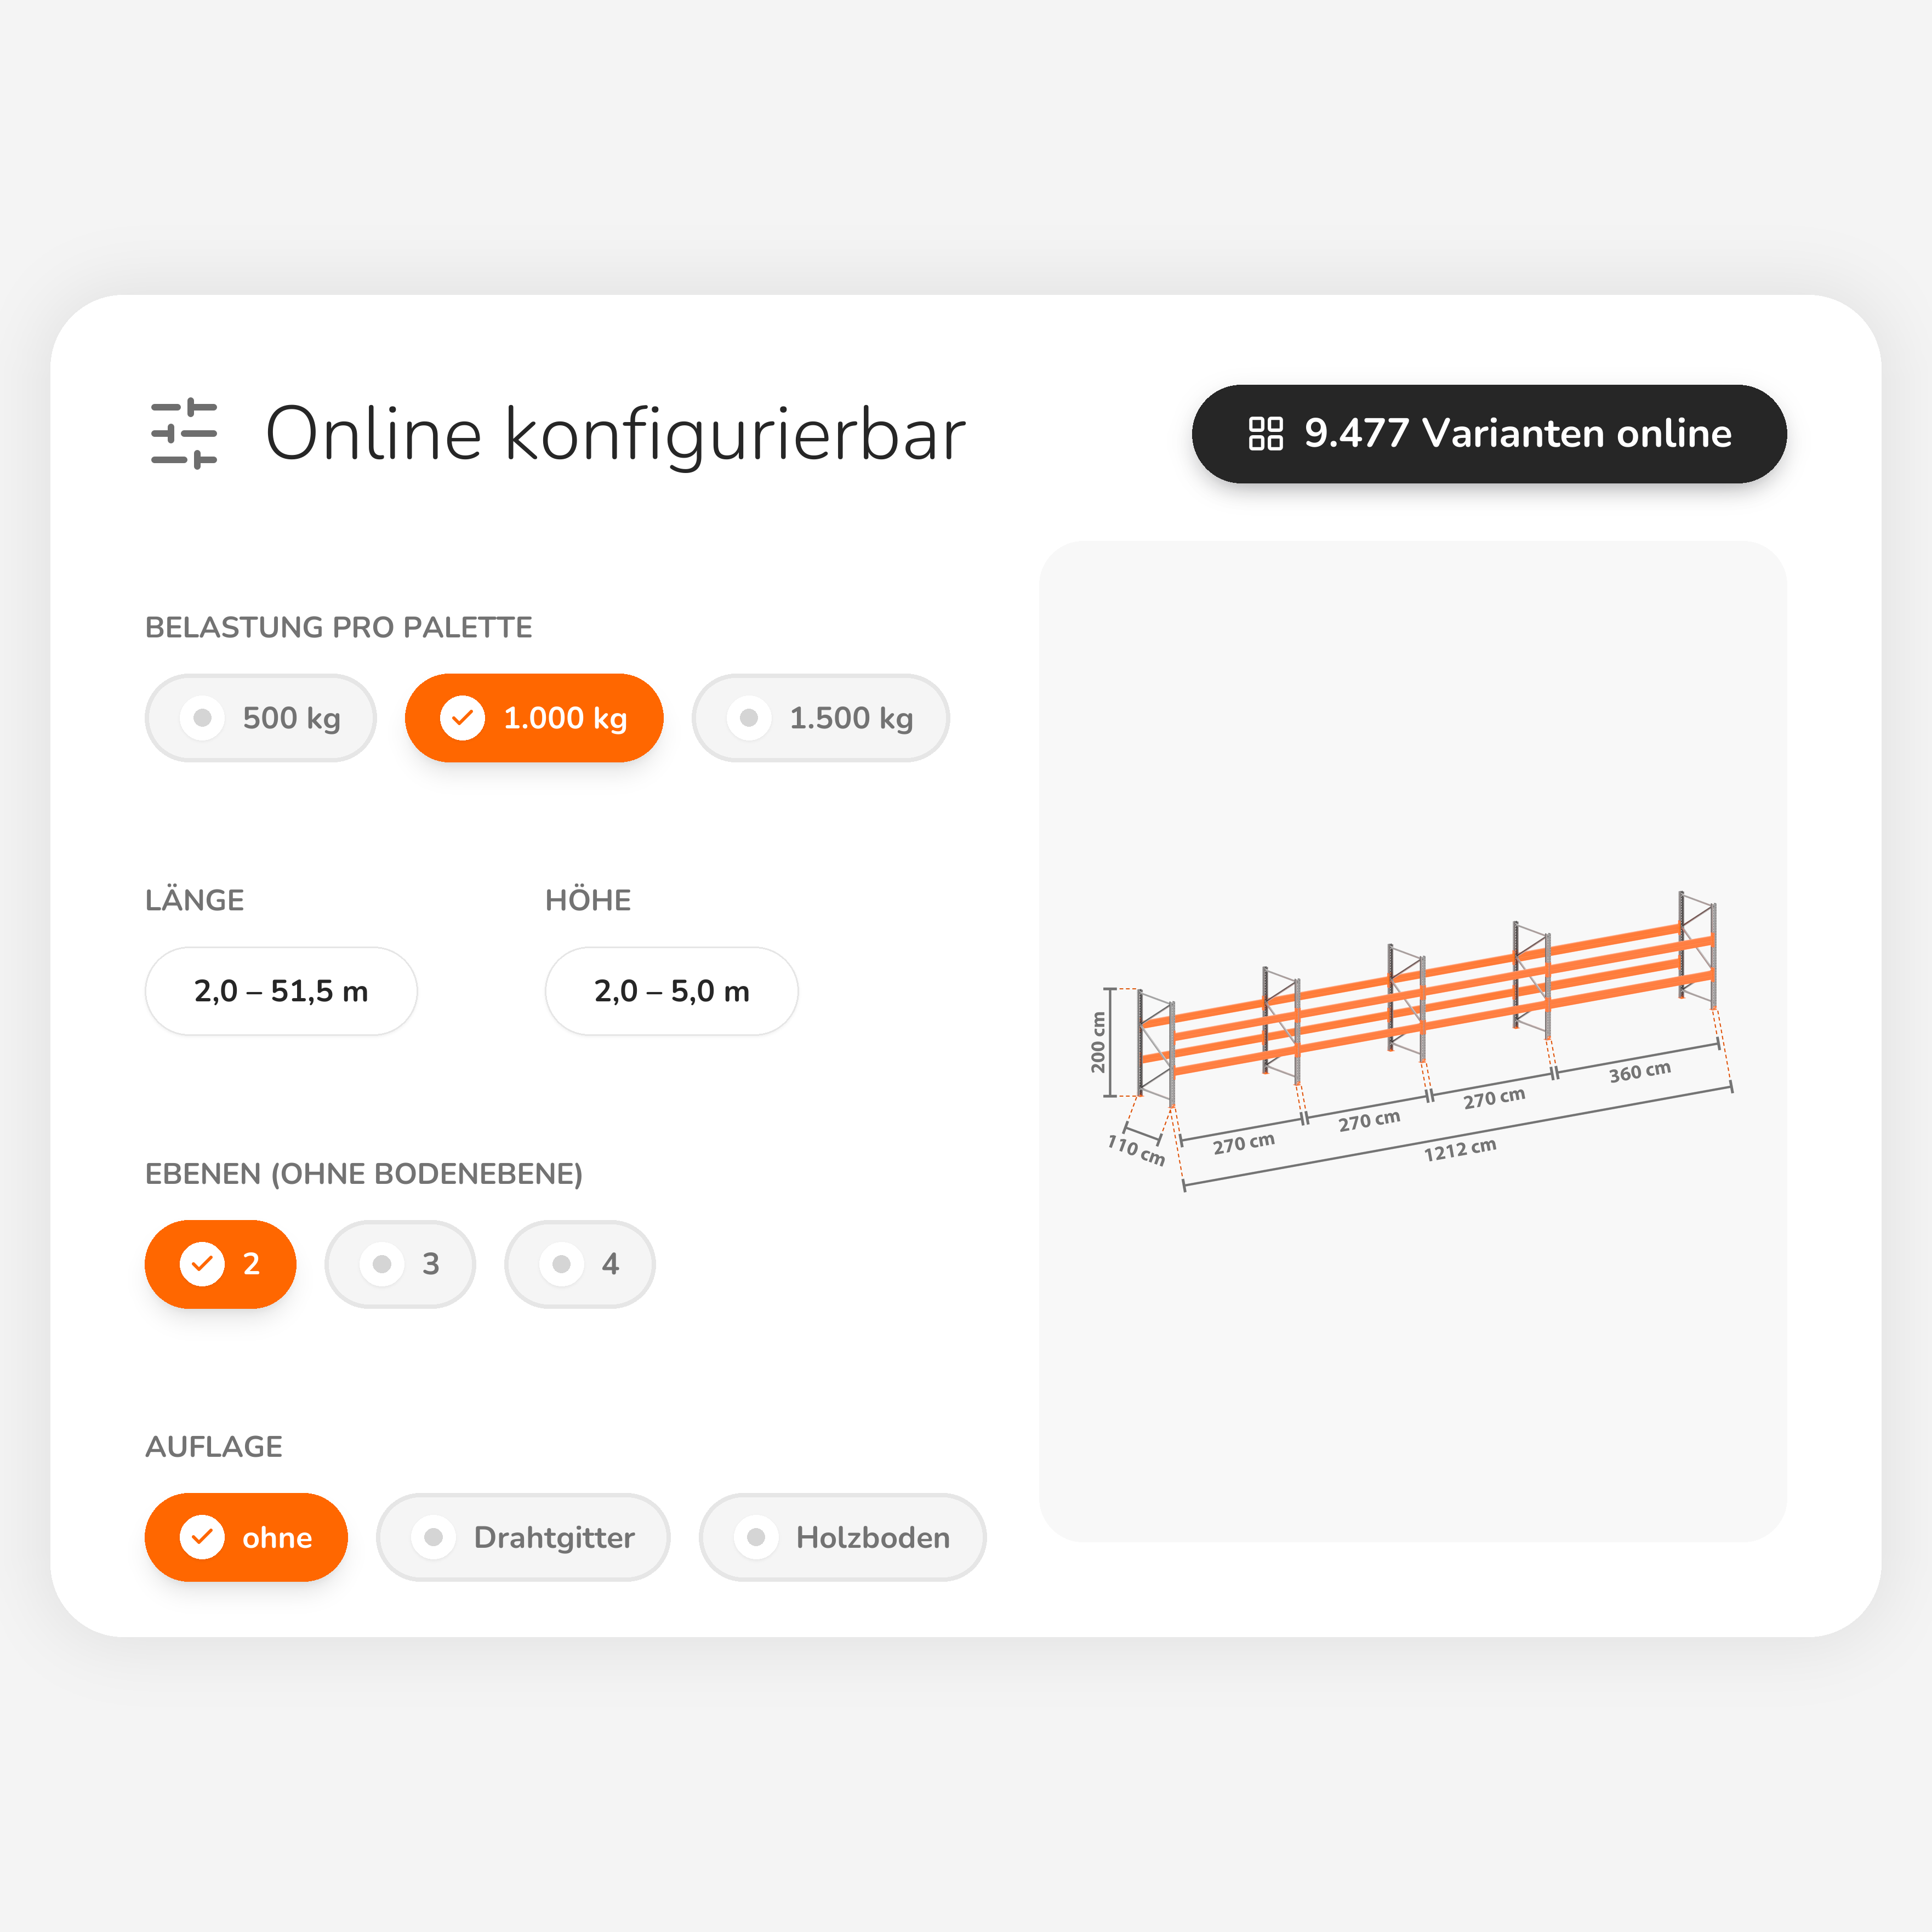 Online konfigurierbar
9.477 Varianten online
BELASTUNG PRO PALETTE
500 kg
1.000 kg
1.500 kg
LÄNGE
HÖHE
2,0 – 51,5 m
2,0 – 5,0 m
EBENEN (OHNE BODENEBENE)
2
3
4
AUFLAGE
ohne
Drahtgitter
Holzboden
200 cm
110 cm
270 cm
270 cm
270 cm
360 cm
1212 cm